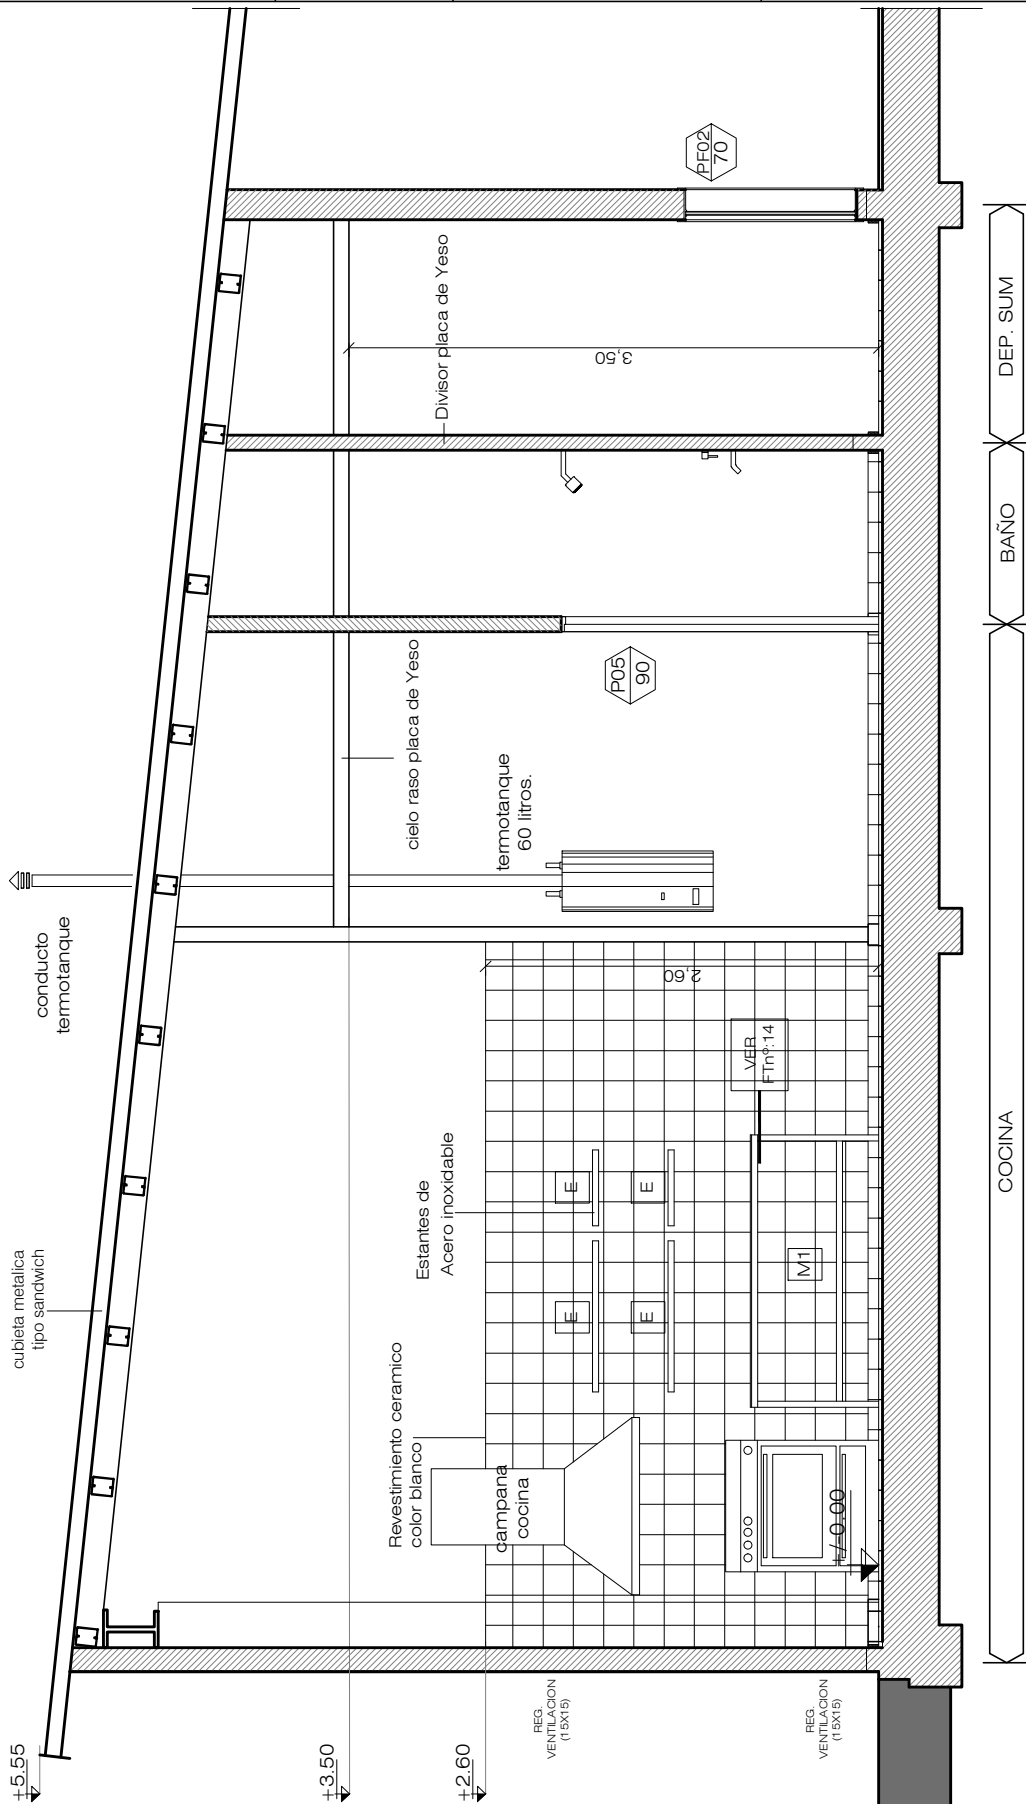 +5.55
+3.50
+2.60
REG.
VENTILACION
(15X15)
REG.
VENTILACION
(15X15)
cubieta metalica
tipo sandwich
conducto
termotanque
Revestimiento ceramico
color blanco
campana
cocina
Estantes de
Acero inoxidable
E
E
E
E
M1
VER
FTnº:14
+/-0.00
2,60
termotanque
60 litros.
cielo raso placa de Yeso
P05
90
Divisor placa de Yeso
3,50
PF02
70
COCINA
BAÑO
DEP. SUM